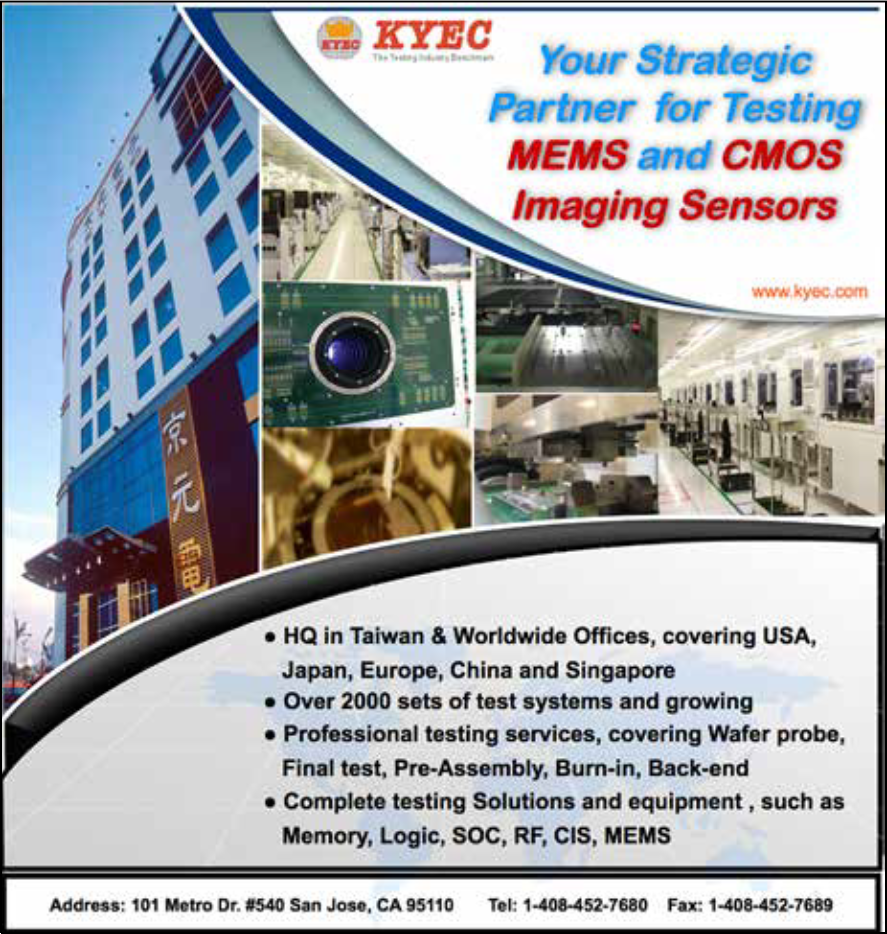 KYEC
KYEC
The Testing Industry Benchmark
Your Strategic
Partner for Testing
MEMS and CMOS
Imaging Sensors
www.kyec.com
京元電
● HQ in Taiwan & Worldwide Offices, covering USA,
Japan, Europe, China and Singapore
● Over 2000 sets of test systems and growing
● Professional testing services, covering Wafer probe,
Final test, Pre-Assembly, Burn-in, Back-end
● Complete testing Solutions and equipment , such as
Memory, Logic, SOC, RF, CIS, MEMS
Address: 101 Metro Dr. #540 San Jose, CA 95110 Tel: 1-408-452-7680 Fax: 1-408-452-7689